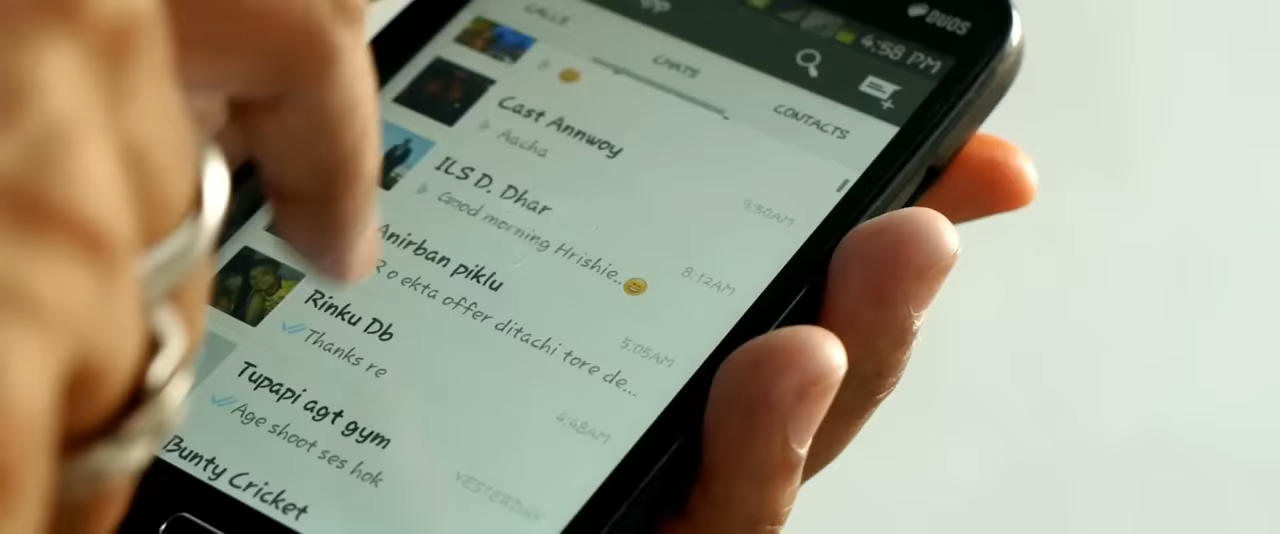 DUOS
4:58 PM
CALLS
CHATS
CONTACTS
Cast Annwoy
Aacha
9:30AM
ILS D. Dhar
Good morning Hrishie..
8:12AM
Anirban piklu
R o ekta offer ditachi tore de...
5:05AM
Rinku Db
Thanks re
4:48AM
Tupapi agt gym
Age shoot ses hok
YESTERDAY
Bunty Cricket